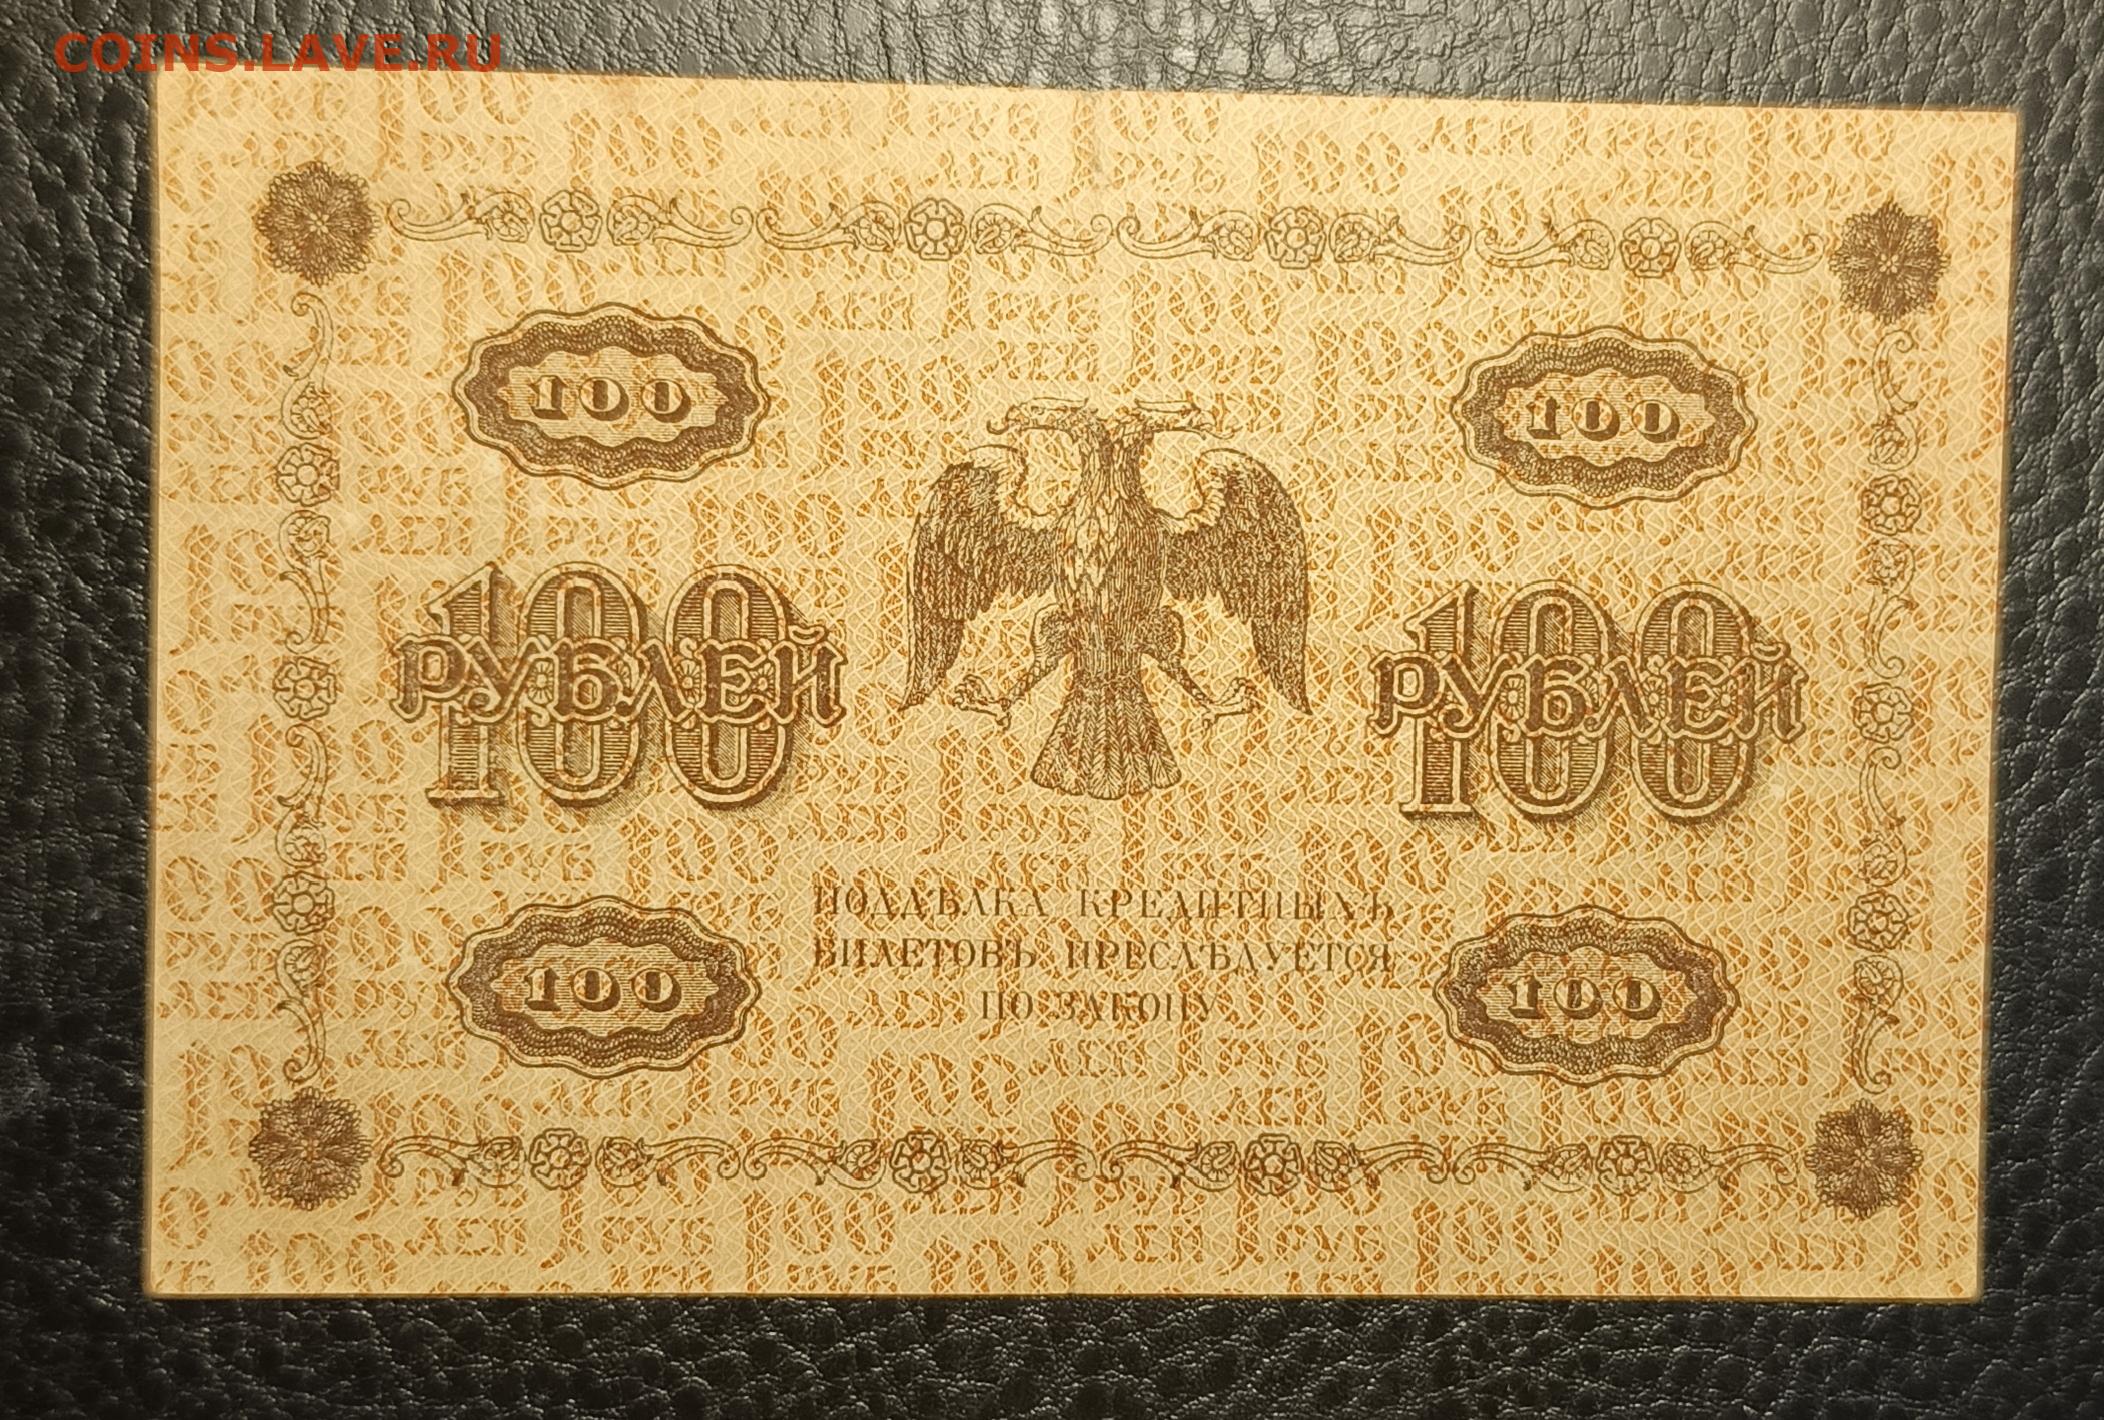 COINS.LAVE.RU
100 100
100 РУБЛЕЙ 100 РУБЛЕЙ
ПОДДѢЛКА КРЕДИТНЫХЪ
БИЛЕТОВЪ ПРЕСЛѢДУЕТСЯ
ПО ЗАКОНУ
100 100